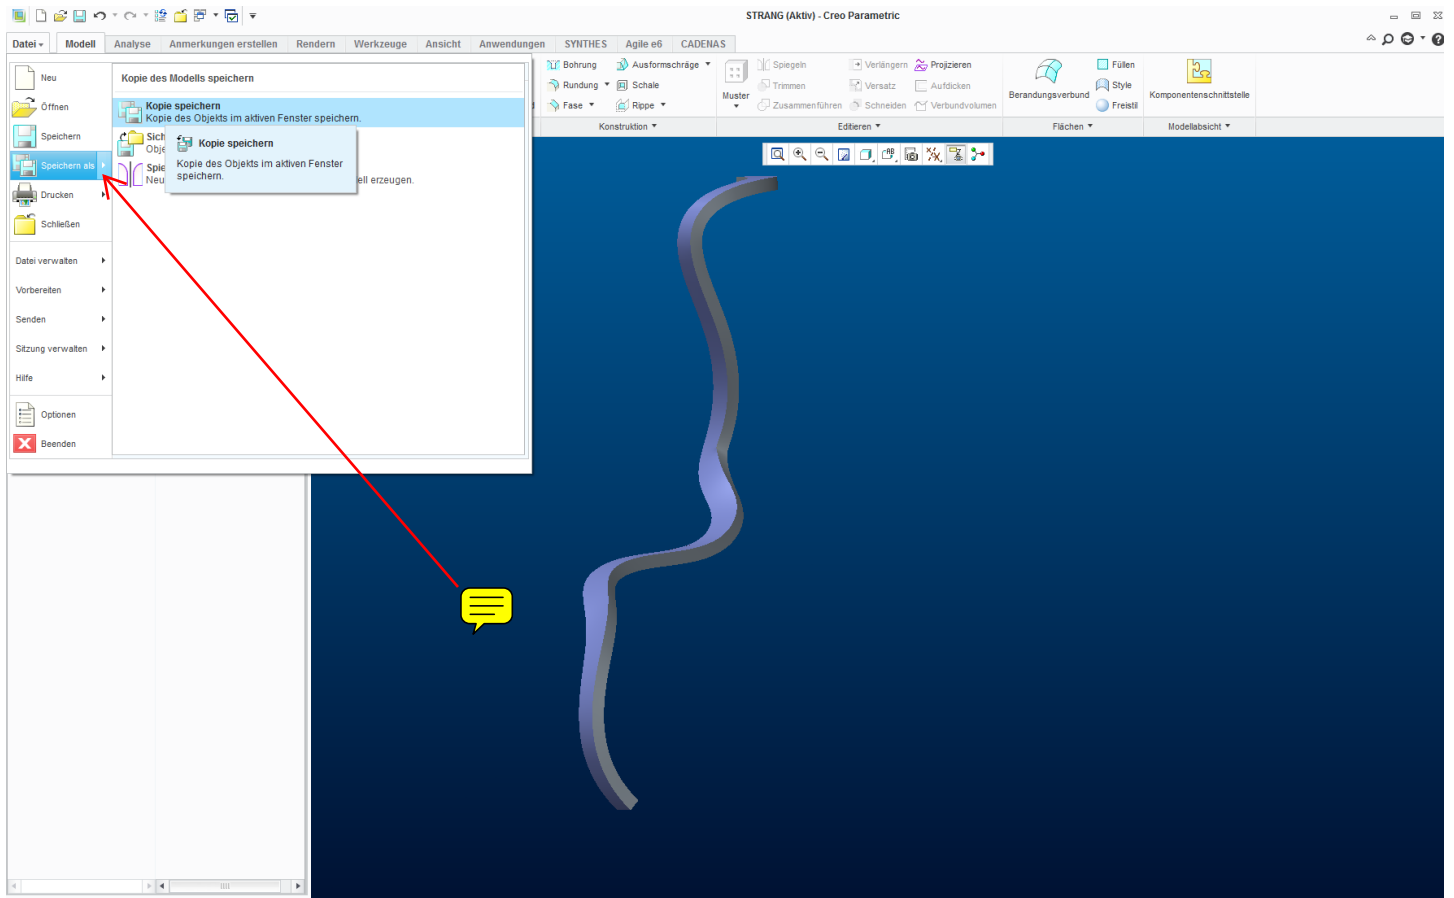 STRANG (Aktiv) - Creo Parametric
Datei Modell Analyse Anmerkungen erstellen Rendern Werkzeuge Ansicht Anwendungen SYNTHES Agile e6 CADENAS
Neu
Öffnen
Speichern
Speichern als
Drucken
Schließen
Datei verwalten
Vorbereiten
Senden
Sitzung verwalten
Hilfe
Optionen
Beenden
Kopie des Modells speichern
Kopie speichern
Kopie des Objekts im aktiven Fenster speichern.
Sich
Obje
Spie
Neu
ell erzeugen.
Kopie speichern
Kopie des Objekts im aktiven Fenster
speichern.
Bohrung Ausformschräge
Rundung Schale
Fase Rippe
Konstruktion
Muster
Spiegeln Verlängern Projizieren
Trimmen Versatz Aufdicken
Zusammenführen Schneiden Verbundvolumen
Editieren
Berandungsverbund
Füllen
Style
Freistil
Flächen
Komponentenschnittstelle
Modellabsicht